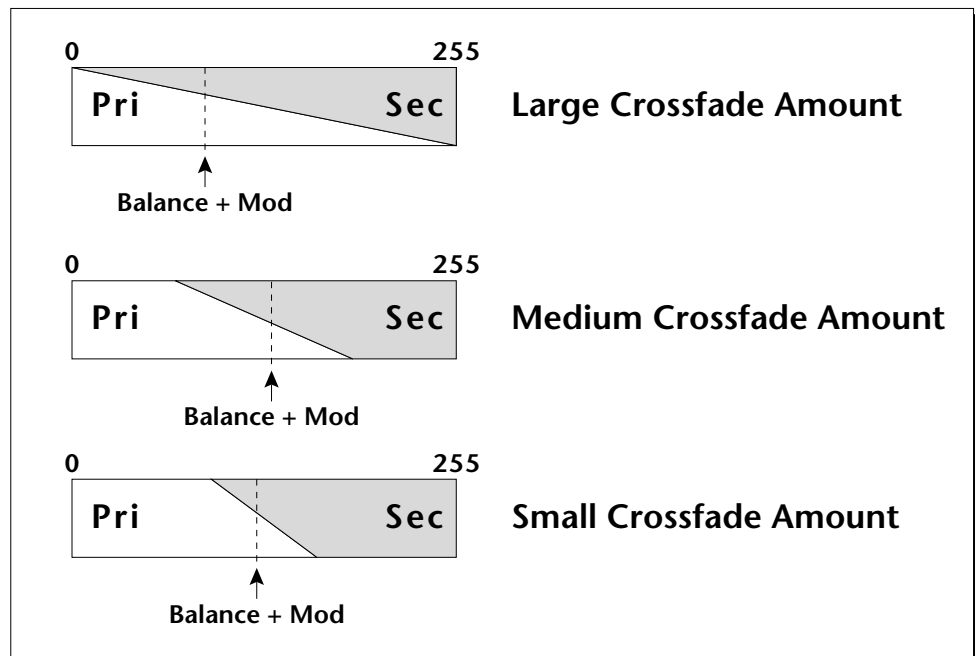 0 255
Pri Sec Large Crossfade Amount
Balance + Mod
0 255
Pri Sec Medium Crossfade Amount
Balance + Mod
0 255
Pri Sec Small Crossfade Amount
Balance + Mod